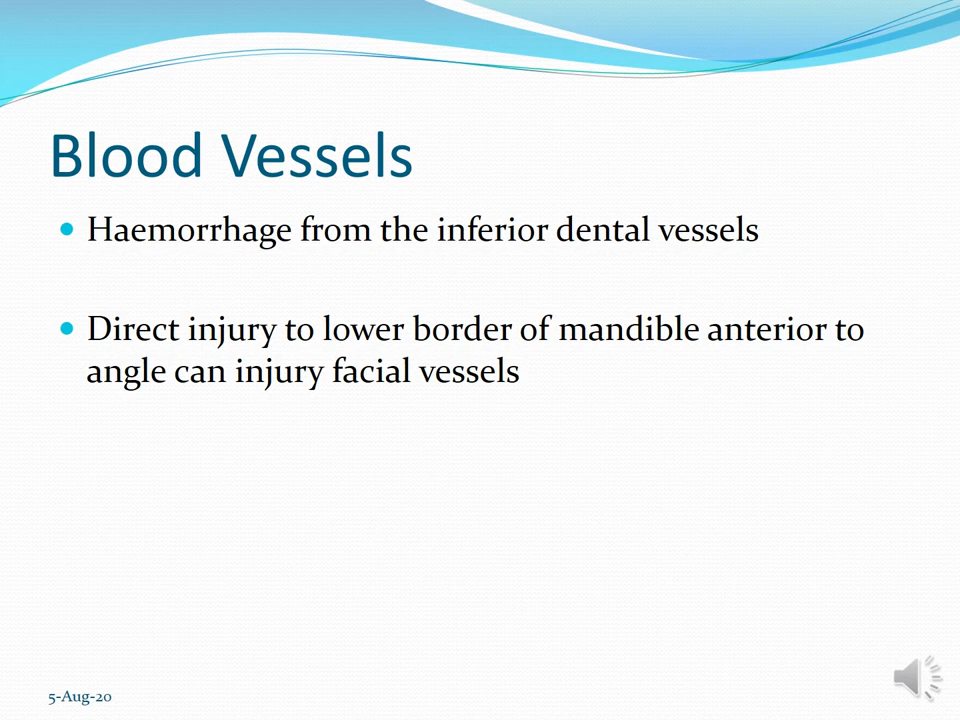 Blood Vessels
• Haemorrhage from the inferior dental vessels
• Direct injury to lower border of mandible anterior to
angle can injury facial vessels
5-Aug-20